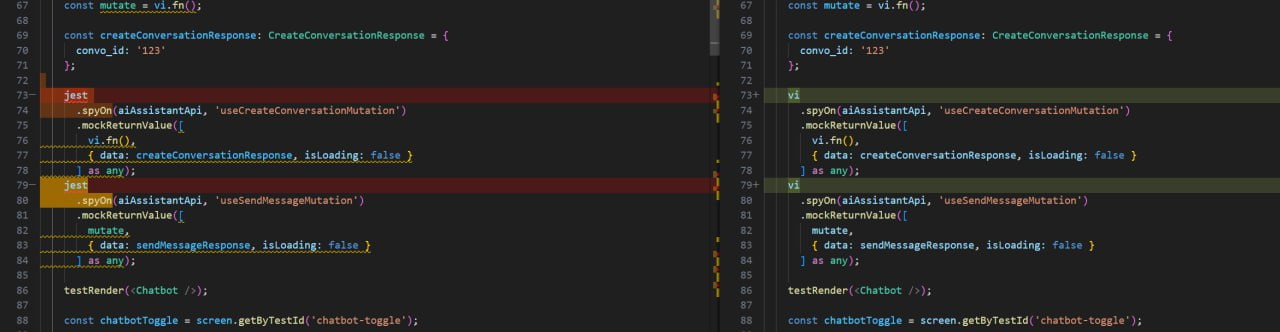 67 const mutate = vi.fn();
68
69 const createConversationResponse: CreateConversationResponse = {
70 convo_id: '123'
71 };
72
73− jest
74 .spyOn(aiAssistantApi, 'useCreateConversationMutation')
75 .mockReturnValue([
76 vi.fn(),
77 { data: createConversationResponse, isLoading: false }
78 ] as any);
79− jest
80 .spyOn(aiAssistantApi, 'useSendMessageMutation')
81 .mockReturnValue([
82 mutate,
83 { data: sendMessageResponse, isLoading: false }
84 ] as any);
85
86 testRender(<Chatbot />);
87
88 const chatbotToggle = screen.getByTestId('chatbot-toggle');
67 const mutate = vi.fn();
68
69 const createConversationResponse: CreateConversationResponse = {
70 convo_id: '123'
71 };
72
73+ vi
74 .spyOn(aiAssistantApi, 'useCreateConversationMutation')
75 .mockReturnValue([
76 vi.fn(),
77 { data: createConversationResponse, isLoading: false }
78 ] as any);
79+ vi
80 .spyOn(aiAssistantApi, 'useSendMessageMutation')
81 .mockReturnValue([
82 mutate,
83 { data: sendMessageResponse, isLoading: false }
84 ] as any);
85
86 testRender(<Chatbot />);
87
88 const chatbotToggle = screen.getByTestId('chatbot-toggle');